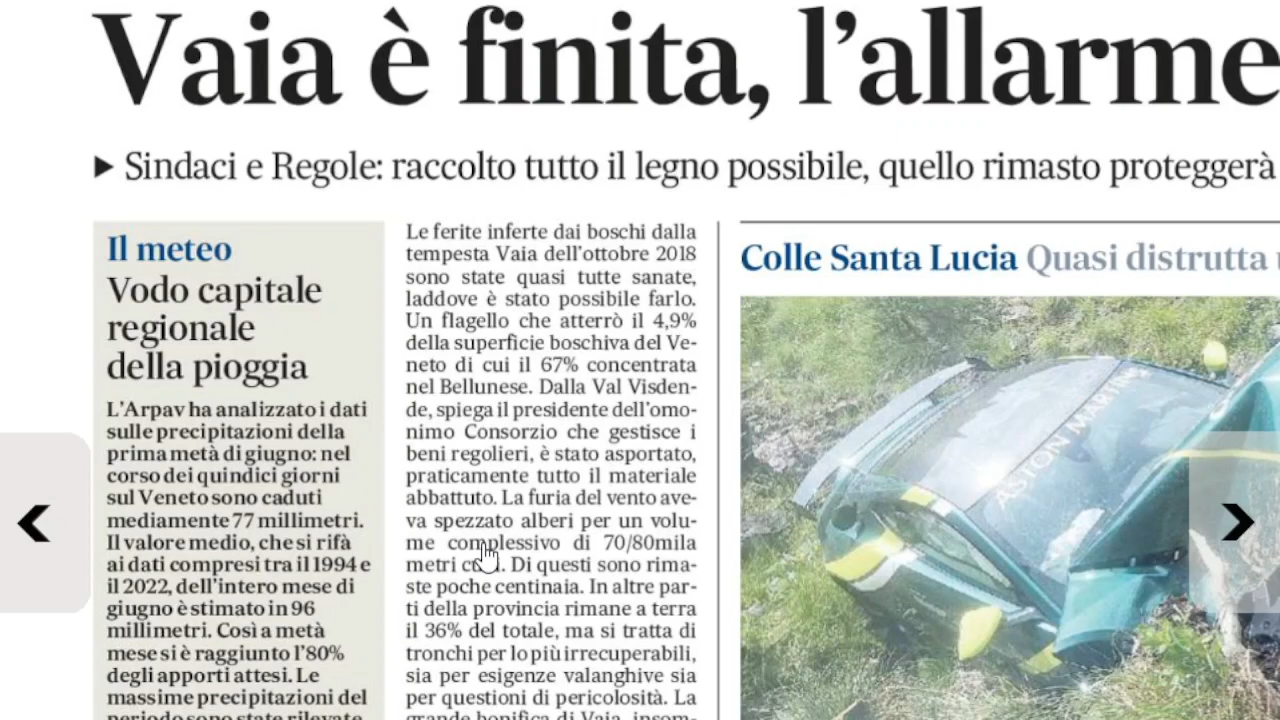 Vaia è finita, l'allarme
▶ Sindaci e Regole: raccolto tutto il legno possibile, quello rimasto proteggerà
Il meteo
Vodo capitale
regionale
della pioggia
L'Arpav ha analizzato i dati
sulle precipitazioni della
prima metà di giugno: nel
corso dei quindici giorni
sul Veneto sono caduti
mediamente 77 millimetri.
Il valore medio, che si rifà
ai dati compresi tra il 1994 e
il 2022, dell'intero mese di
giugno è stimato in 96
millimetri. Così a metà
mese si è raggiunto l'80%
degli apporti attesi. Le
massime precipitazioni del
periodo sono state rilevate
Le ferite inferte dai boschi dalla
tempesta Vaia dell'ottobre 2018
sono state quasi tutte sanate,
laddove è stato possibile farlo.
Un flagello che atterrò il 4,9%
della superficie boschiva del Ve-
neto di cui il 67% concentrata
nel Bellunese. Dalla Val Visden-
de, spiega il presidente dell'omo-
nimo Consorzio che gestisce i
beni regolieri, è stato asportato,
praticamente tutto il materiale
abbattuto. La furia del vento ave-
va spezzato alberi per un volu-
me complessivo di 70/80mila
metri cubi. Di questi sono rima-
ste poche centinaia. In altre par-
ti della provincia rimane a terra
il 36% del totale, ma si tratta di
tronchi per lo più irrecuperabili,
sia per esigenze valanghive sia
per questioni di pericolosità. La
grande bonifica di Vaia, insom-
Colle Santa Lucia Quasi distrutta
ASTON MARTIN